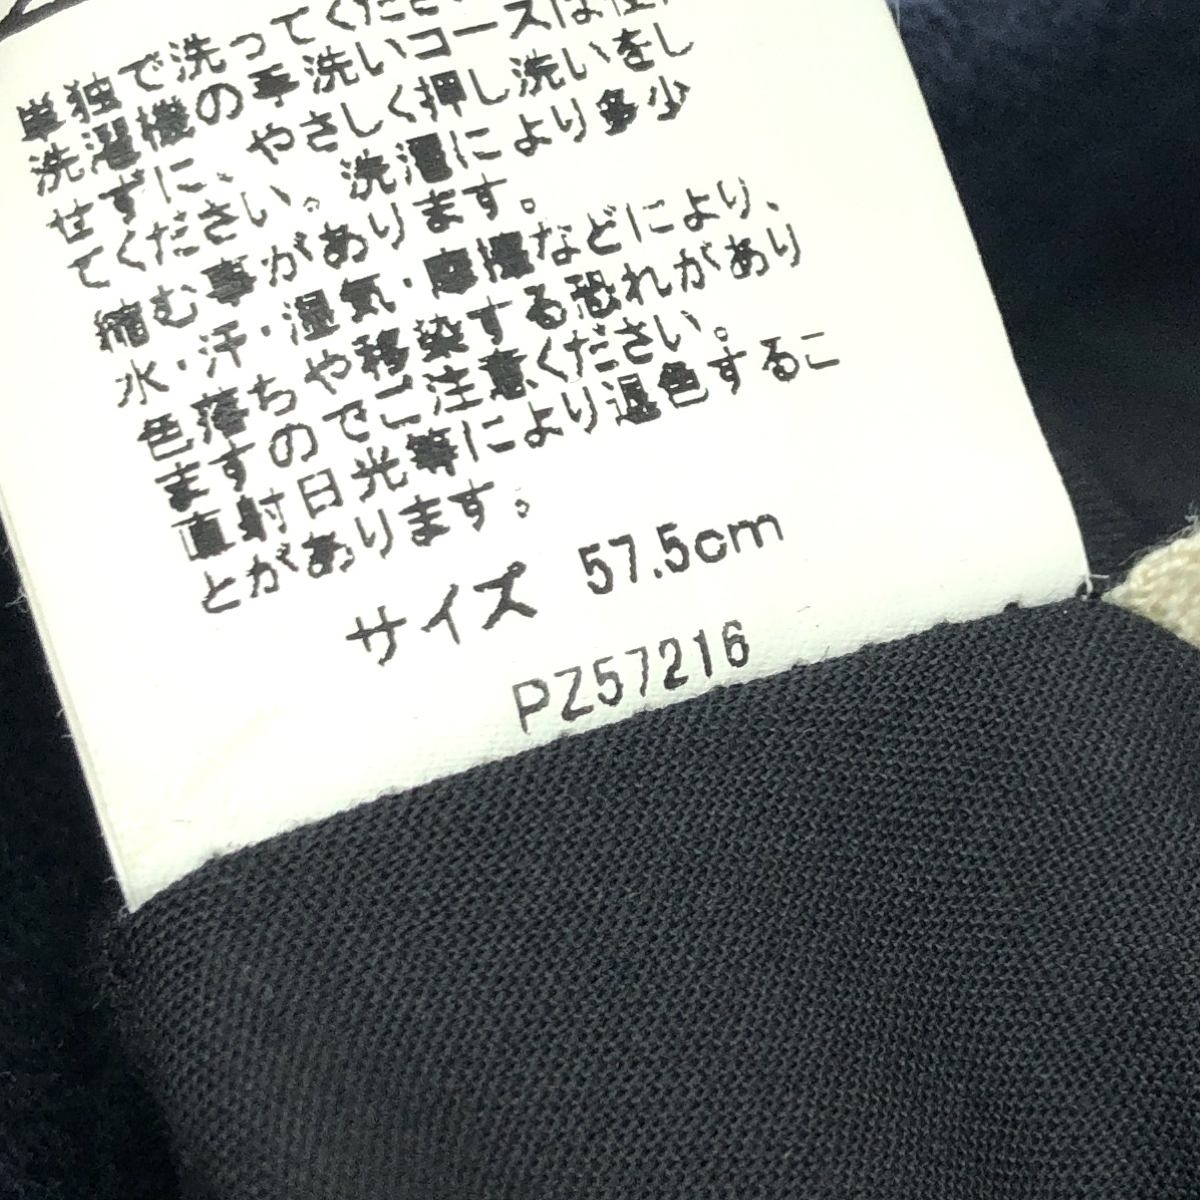 単独で洗ってくださ
洗濯機の手洗いコースは使用
せずに、やさしく押し洗いをし
てください。洗濯により多少
縮む事があります。
水・汗・湿気・摩擦などにより、
色落ちや移染する恐れがあり
ますのでご注意ください。
直射日光等により退色するこ
とがあります。
サイズ 57.5cm
PZ57216